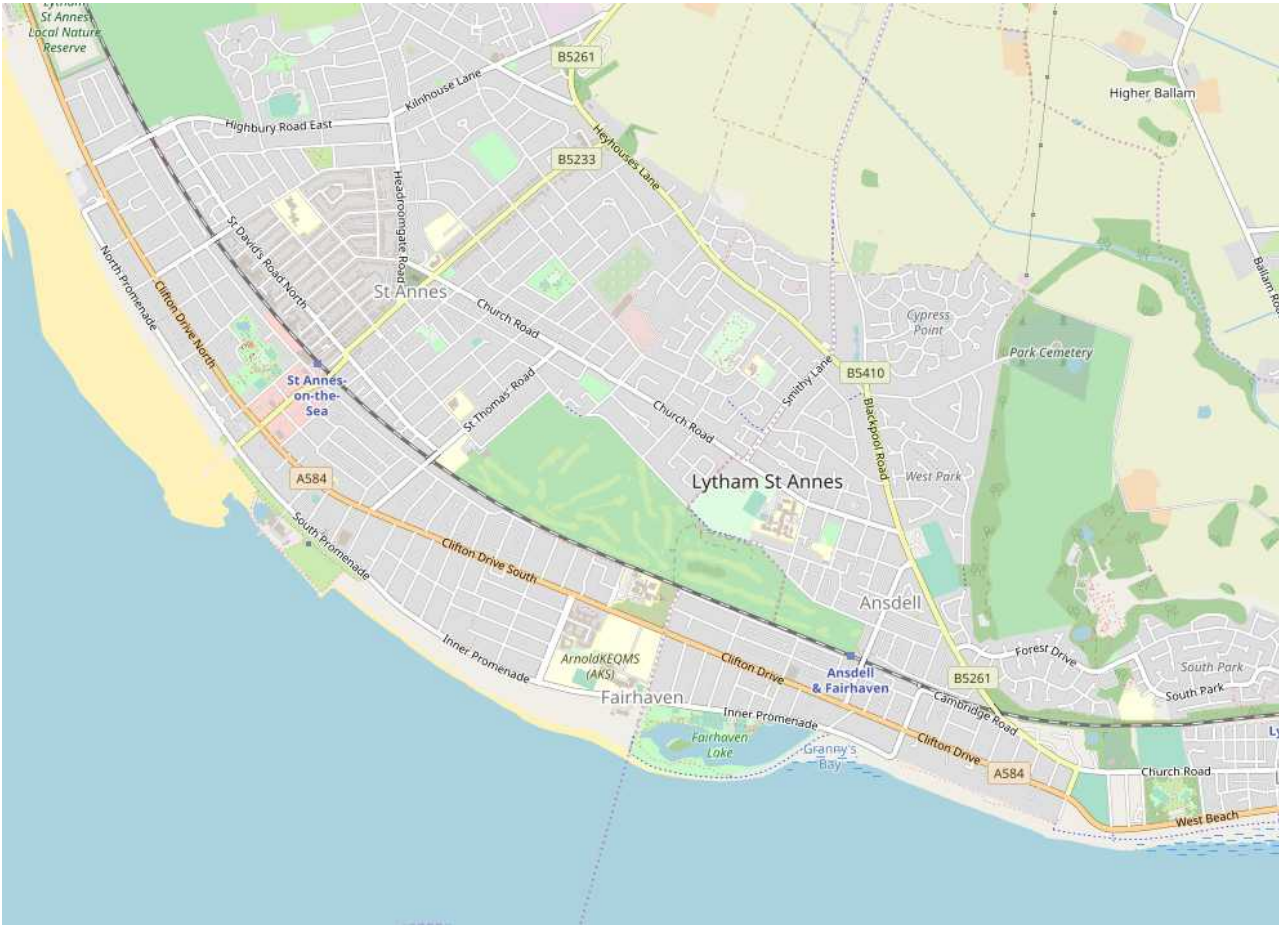 Lytham
St Annes
Local Nature
Reserve
B5261
Higher Ballam
Kilnhouse Lane
Highbury Road East
Heyhouses Lane
B5233
Headroomgate Road
St David's Road North
North Promenade
Clifton Drive North
St Annes
Church Road
Ballam Road
Cypress
Point
Park Cemetery
St Annes-
on-the-
Sea
St Thomas' Road
Smithy Lane
B5410
Church Road
Blackpool Road
West Park
A584
Lytham St Annes
South Promenade
Clifton Drive South
Ansdell
Inner Promenade
ArnoldKEQMS
(AKS)
Clifton Drive
Ansdell
& Fairhaven
Forest Drive
South Park
B5261
South Park
Fairhaven
Cambridge Road
Inner Promenade
Fairhaven
Lake
Granny's
Bay
Clifton Drive
Ly
A584
Church Road
L
West Beach